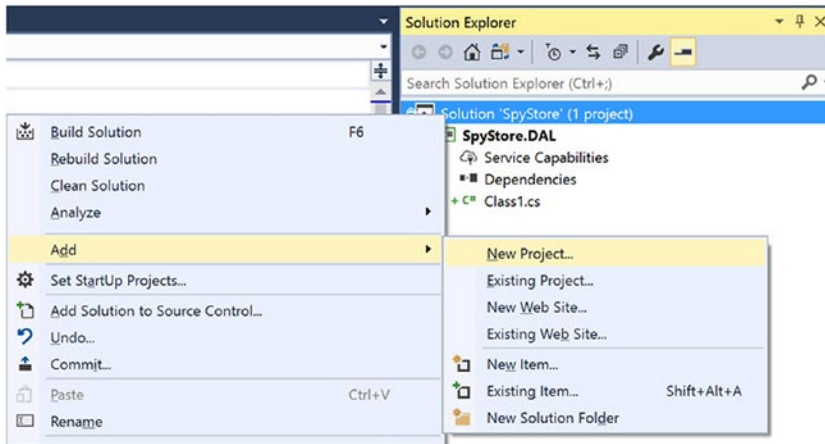 Solution Explorer
Search Solution Explorer (Ctrl+;)
Solution 'SpyStore' (1 project)
SpyStore.DAL
Service Capabilities
Dependencies
+ C# Class1.cs
Build Solution F6
Rebuild Solution
Clean Solution
Analyze
Add
Set StartUp Projects...
Add Solution to Source Control...
Undo...
Commit...
Paste Ctrl+V
Rename
New Project...
Existing Project...
New Web Site...
Existing Web Site...
New Item...
Existing Item... Shift+Alt+A
New Solution Folder